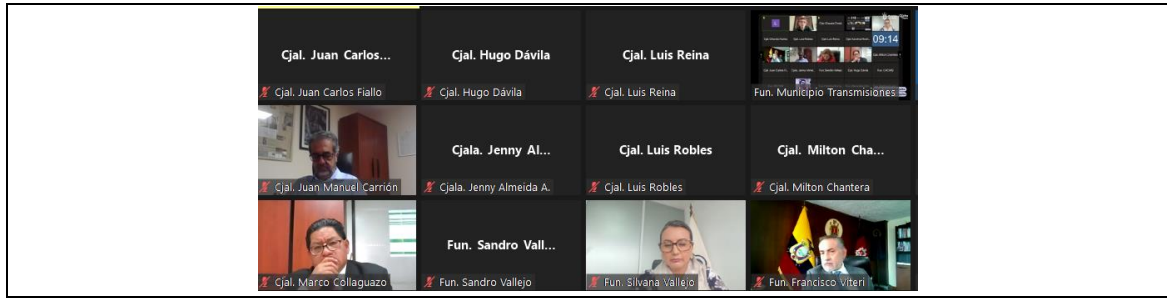 Cjal. Juan Carlos...
Cjal. Juan Carlos Fiallo
Cjal. Hugo Dávila
Cjal. Hugo Dávila
Cjal. Luis Reina
Cjal. Luis Reina
09:14
Fun. Municipio Transmisiones
Cjal. Juan Manuel Carrión
Cjala. Jenny Al...
Cjala. Jenny Almeida A.
Cjal. Luis Robles
Cjal. Luis Robles
Cjal. Milton Cha...
Cjal. Milton Chantera
Cjal. Marco Collaguazo
Fun. Sandro Vall...
Fun. Sandro Vallejo
Fun. Silvana Vallejo
Fun. Francisco Viteri